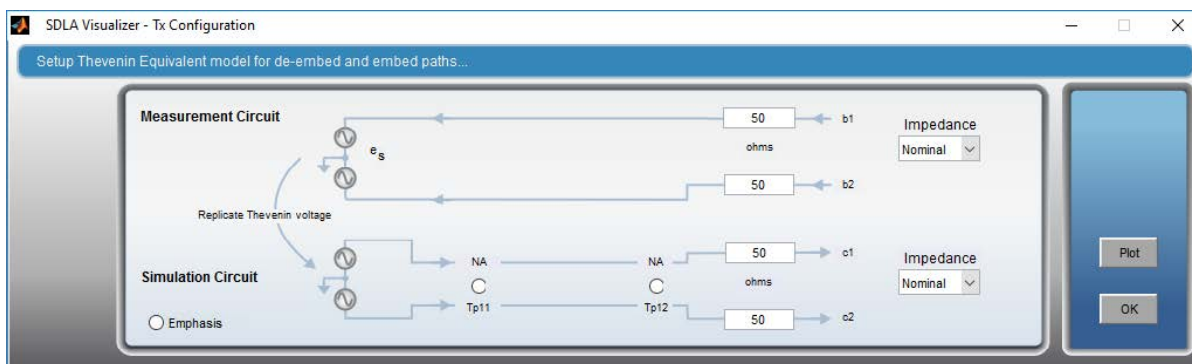 SDLA Visualizer - Tx Configuration
Setup Thevenin Equivalent model for de-embed and embed paths...
Measurement Circuit
50
b1
Impedance
ohms
Nominal
es
50
b2
Replicate Thevenin voltage
NA
NA
50
c1
Impedance
Simulation Circuit
ohms
Nominal
Tp11
Tp12
Emphasis
50
c2
Plot
OK